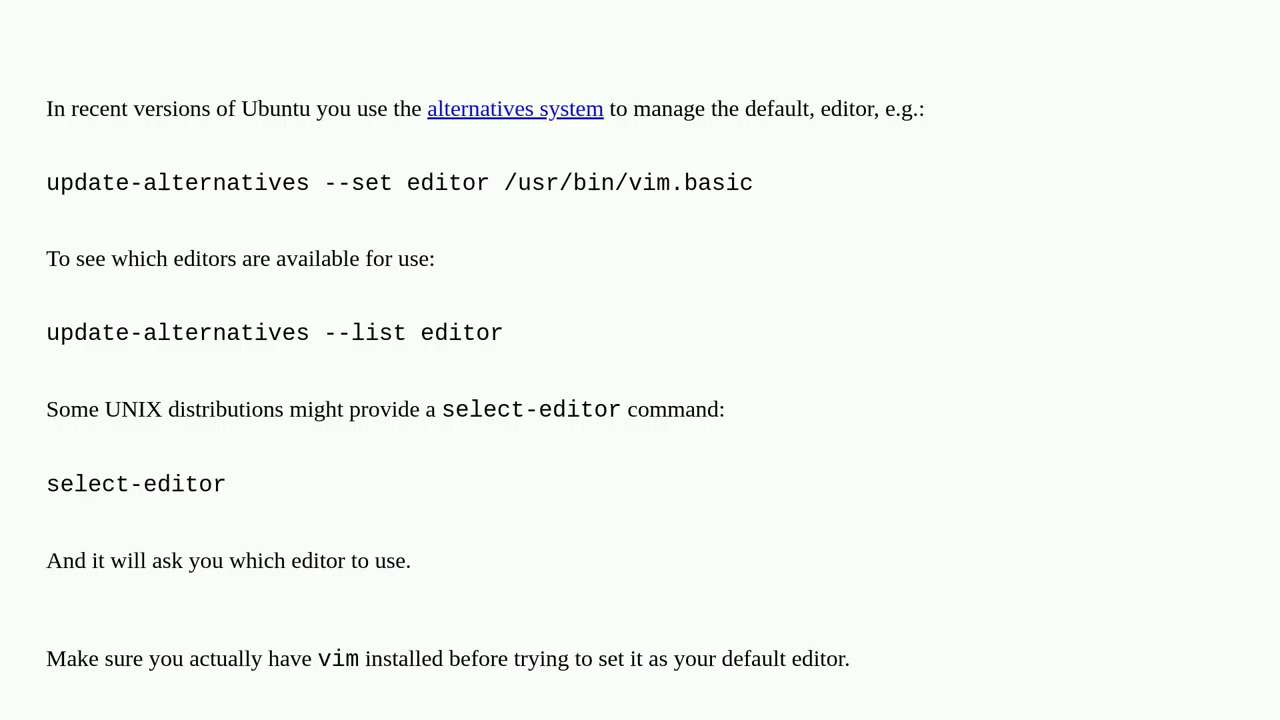 In recent versions of Ubuntu you use the alternatives system to manage the default, editor, e.g.:
update-alternatives --set editor /usr/bin/vim.basic
To see which editors are available for use:
update-alternatives --list editor
Some UNIX distributions might provide a select-editor command:
select-editor
And it will ask you which editor to use.
Make sure you actually have vim installed before trying to set it as your default editor.